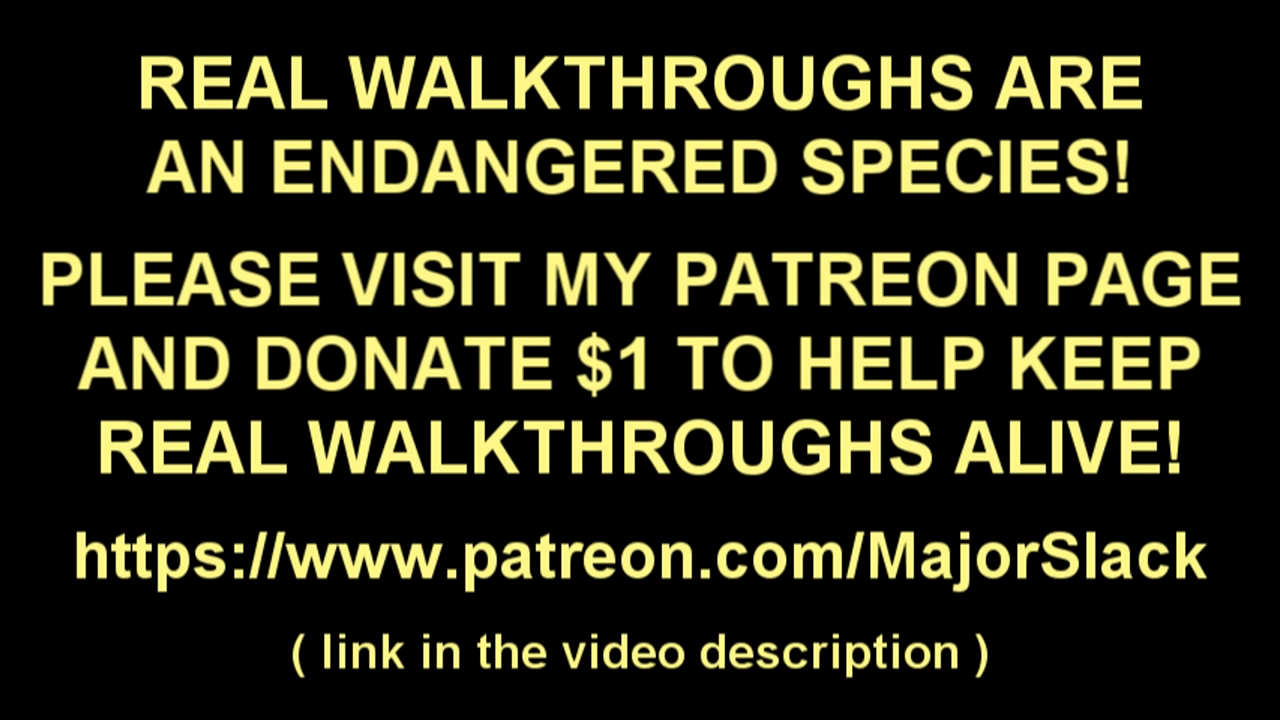 REAL WALKTHROUGHS ARE
AN ENDANGERED SPECIES!
PLEASE VISIT MY PATREON PAGE
AND DONATE $1 TO HELP KEEP
REAL WALKTHROUGHS ALIVE!
https://www.patreon.com/MajorSlack
( link in the video description )